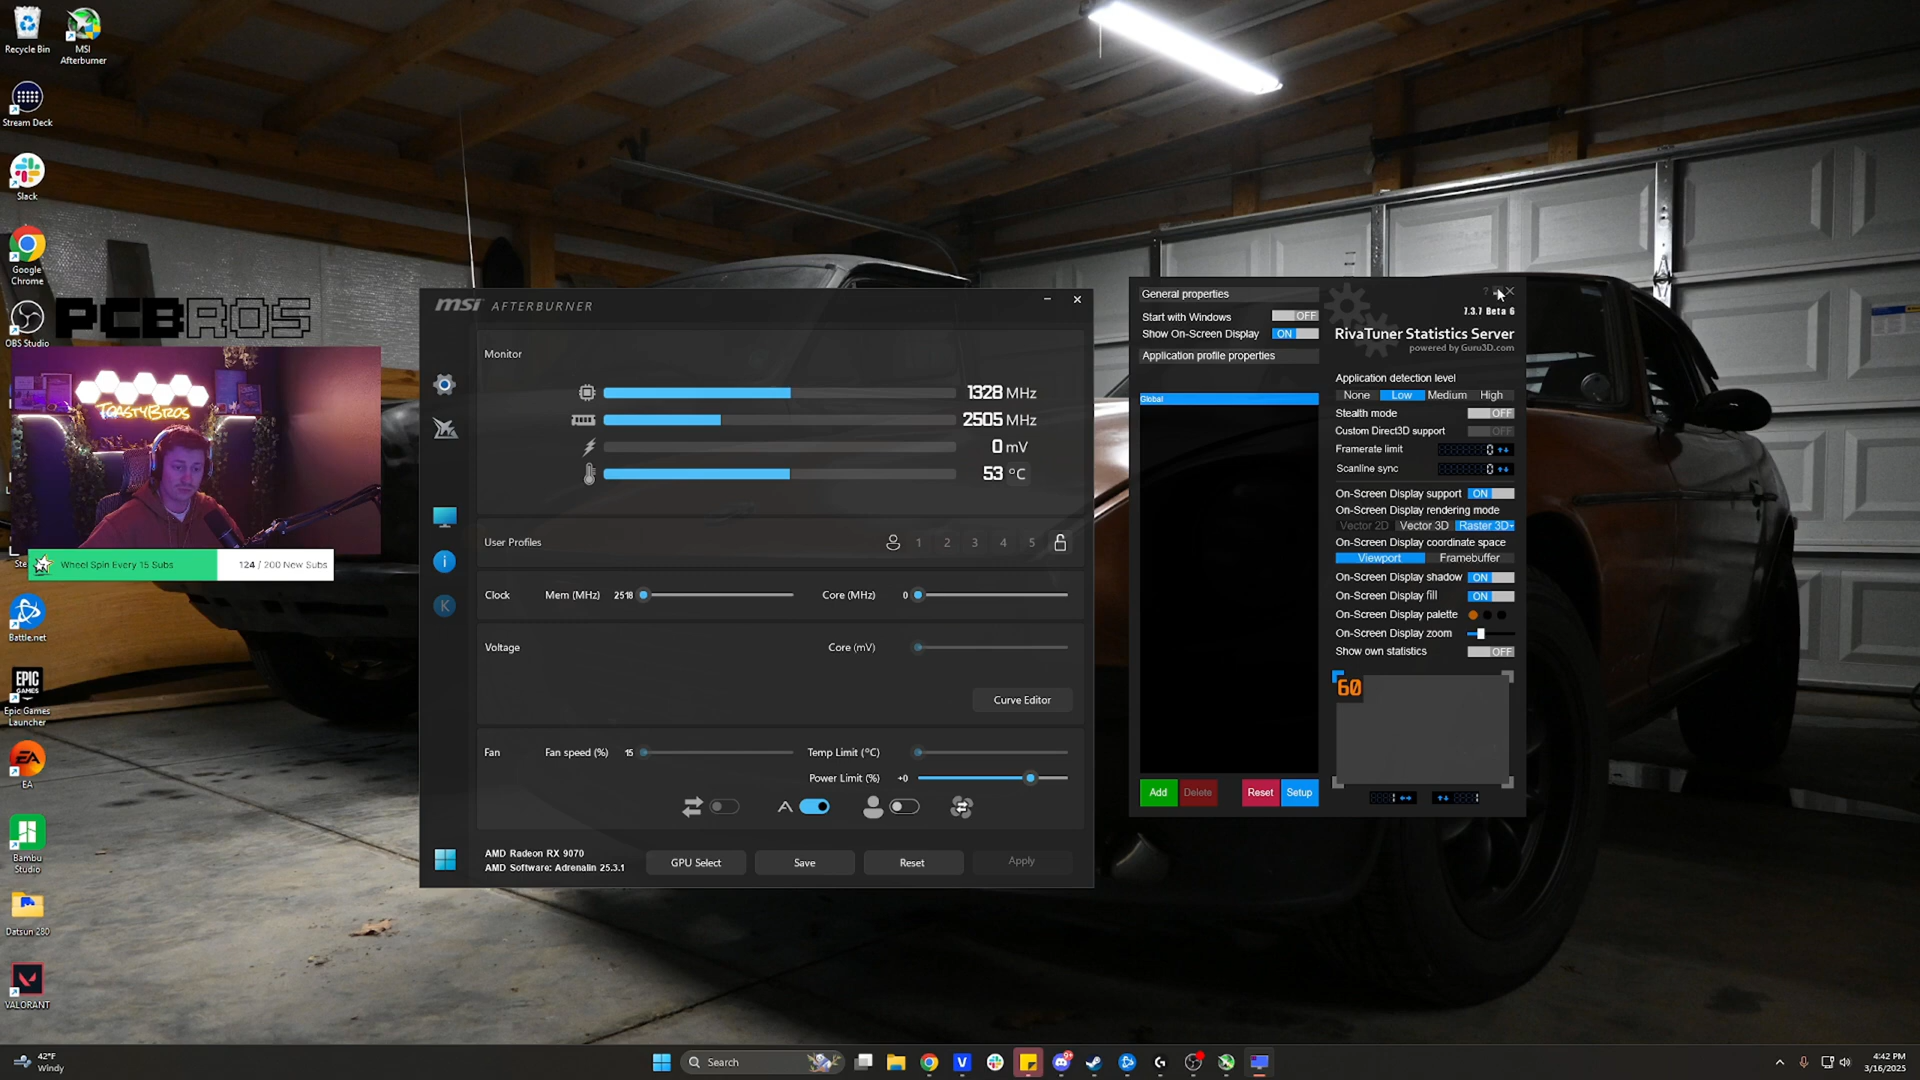 Recycle Bin
MSI Afterburner
Stream Deck
Slack
Google Chrome
OBS Studio
PCBROS
TOASTYBROS
Wheel Spin Every 15 Subs
124 / 200 New Subs
Ste
Battle.net
EPIC GAMES
Epic Games Launcher
EA
EA
Bambu Studio
Datsun 280
VALORANT
msi AFTERBURNER
Monitor
1328 MHz
2505 MHz
0 mV
53 °C
User Profiles
1 2 3 4 5
Clock
Mem (MHz) 2518
Core (MHz) 0
Voltage
Core (mV)
Curve Editor
Fan
Fan speed (%) 15
Temp Limit (°C)
Power Limit (%) +0
A
i
K
AMD Radeon RX 9070
AMD Software: Adrenalin 25.3.1
GPU Select
Save
Reset
Apply
General properties
Start with Windows OFF
Show On-Screen Display ON
Application profile properties
Global
Add
Delete
Reset
Setup
7.3.7 Beta 6
RivaTuner Statistics Server
powered by Guru3D.com
Application detection level
None Low Medium High
Stealth mode OFF
Custom Direct3D support OFF
Framerate limit 0
Scanline sync 0
On-Screen Display support ON
On-Screen Display rendering mode
Vector 2D Vector 3D Raster 3D
On-Screen Display coordinate space
Viewport Framebuffer
On-Screen Display shadow ON
On-Screen Display fill ON
On-Screen Display palette
On-Screen Display zoom
Show own statistics OFF
60
42°F
Windy
Search
4:42 PM
3/16/2025